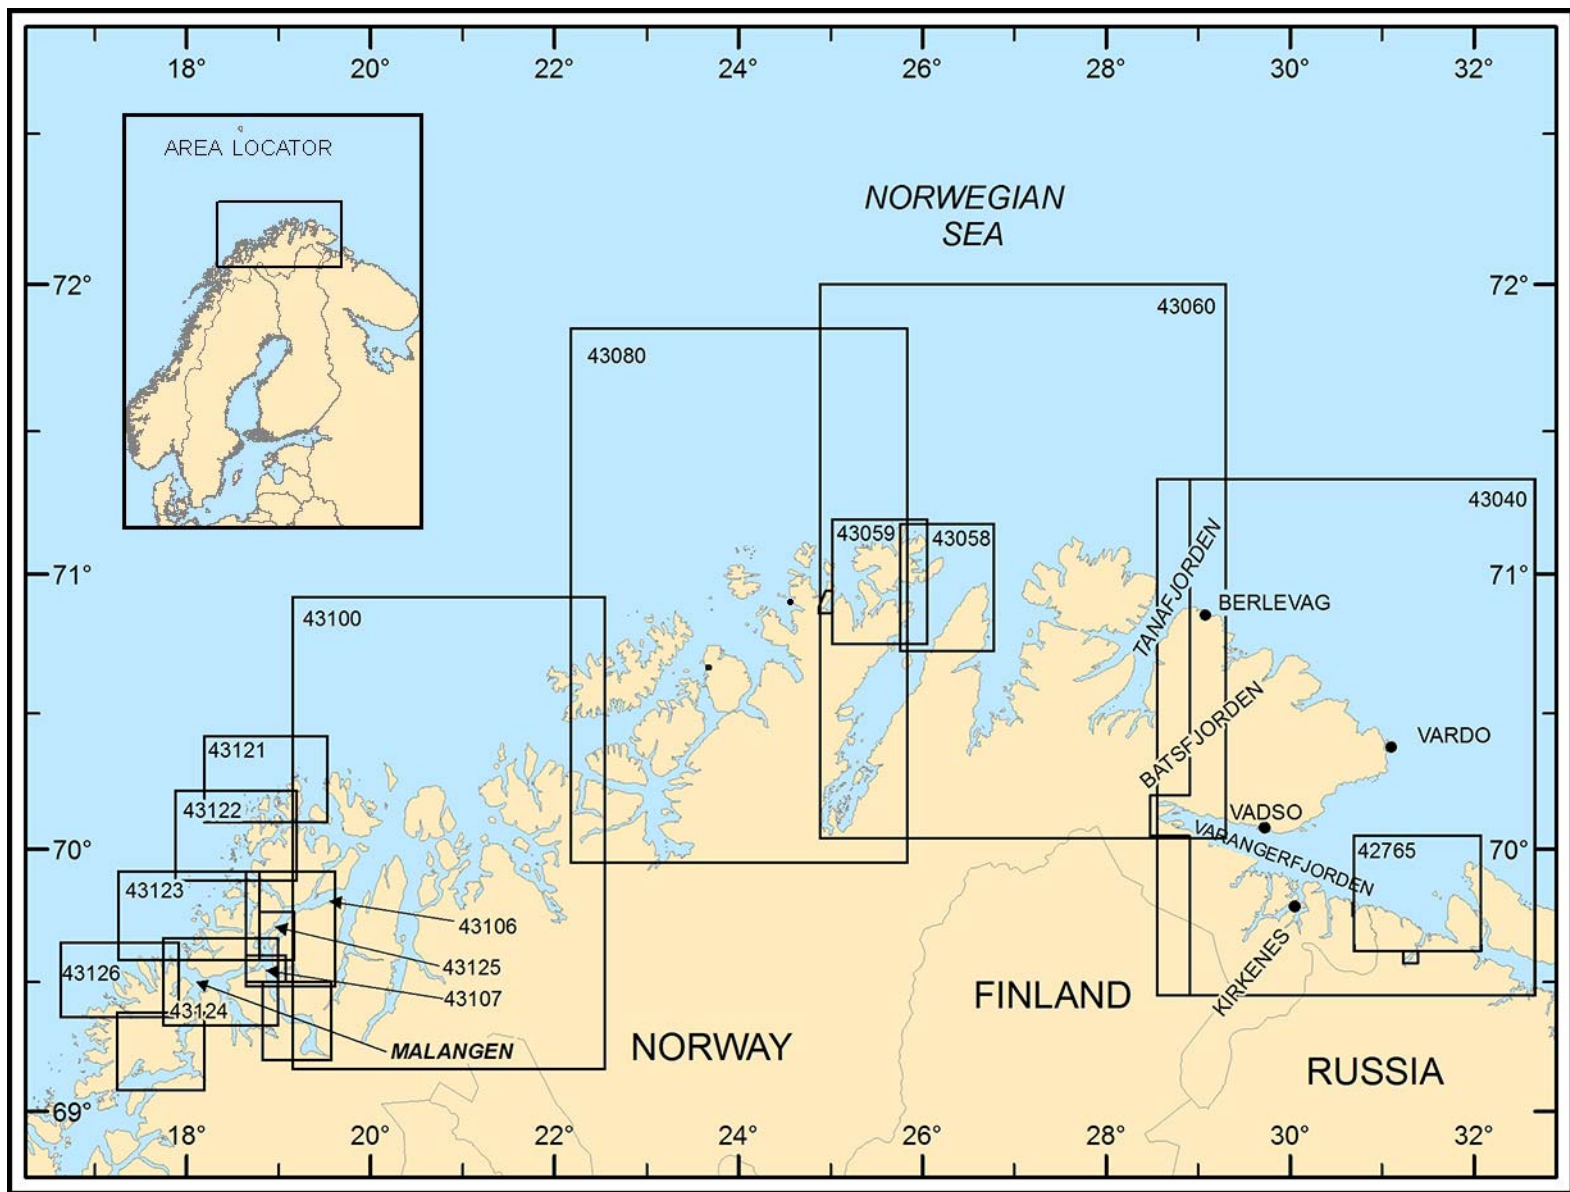 18°
20°
22°
24°
26°
28°
30°
32°
AREA LOCATOR
NORWEGIAN
SEA
72°
72°
43060
43080
43040
43059
43058
TANAFJORDEN
71°
71°
BERLEVAG
43100
BATSFJORDEN
VARDO
43121
43122
VADSO
VARANGERFJORDEN
70°
70°
42765
43123
43106
43125
43126
43107
KIRKENES
FINLAND
43124
MALANGEN
NORWAY
RUSSIA
69°
18°
20°
22°
24°
26°
28°
30°
32°